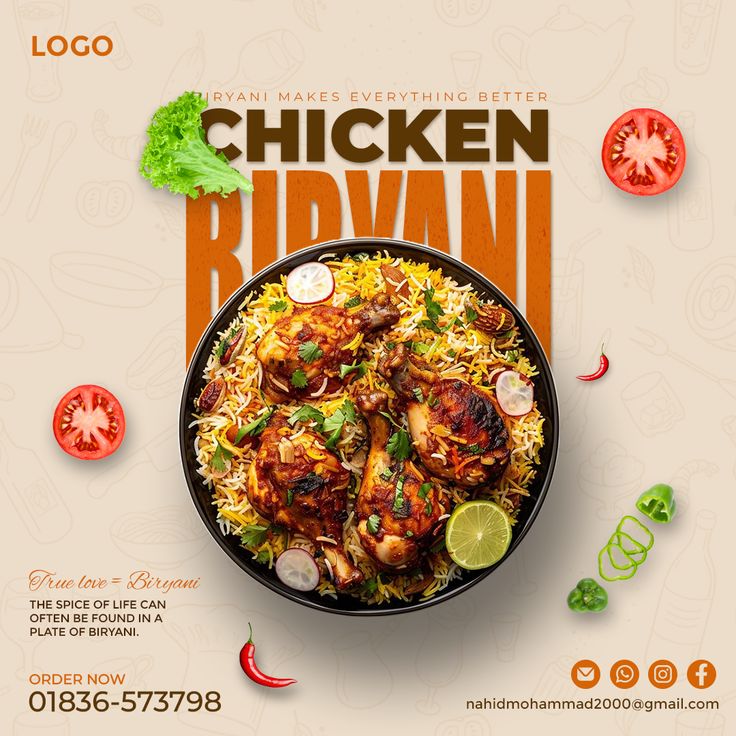 LOGO
BIRYANI MAKES EVERYTHING BETTER
CHICKEN
BIRYANI
True love = Biryani
THE SPICE OF LIFE CAN
OFTEN BE FOUND IN A
PLATE OF BIRYANI.
ORDER NOW
01836-573798
nahidmohammad2000@gmail.com